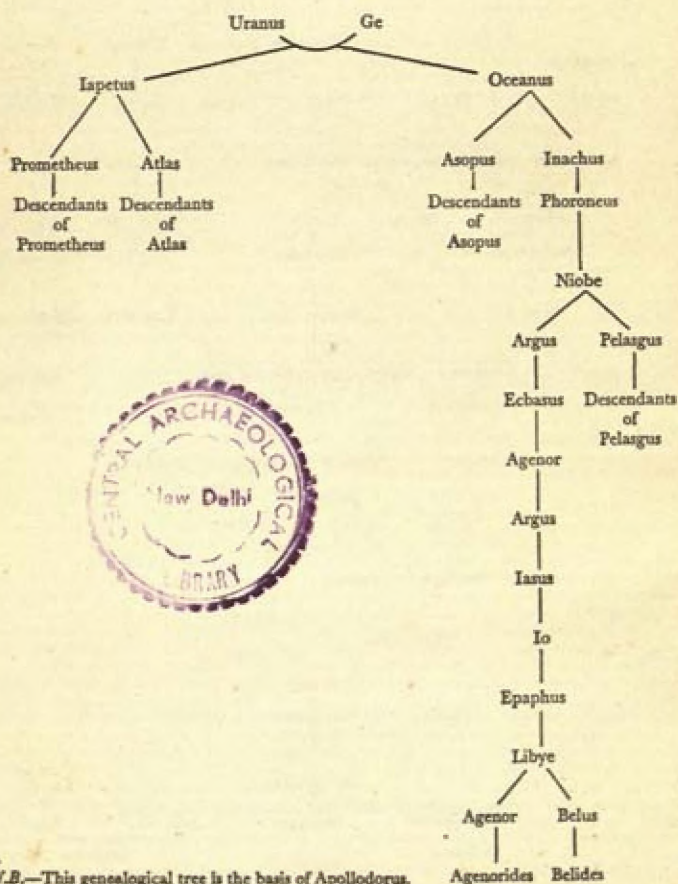 Uranus Ge
Iapetus Oceanus
Prometheus Atlas Asopus Inachus
Descendants Descendants Descendants Phoroneus
of of of
Prometheus Atlas Asopus
Niobe
Argus Pelasgus
Ecbasus Descendants
of
Pelasgus
Agenor
Argus
Iasus
Io
Epaphus
Libye
Agenor Belus
Agenorides Belides
CENTRAL ARCHAEOLOGICAL
New Delhi
LIBRARY
N.B.—This genealogical tree is the basis of Apollodorus.